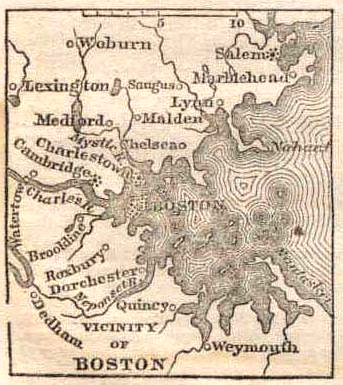 5 10
Woburn
Salem
Marblehead
Lexington
Saugus
Lynn
Medford
Malden
Mystic R.
Chelsea
Nahant
Charlestown
Cambridge
Watertown
Charles
BOSTON
Brookline
Roxbury
Dorchester
Neponset R.
Nantasket
Quincy
Dedham
VICINITY
OF
BOSTON
Weymouth